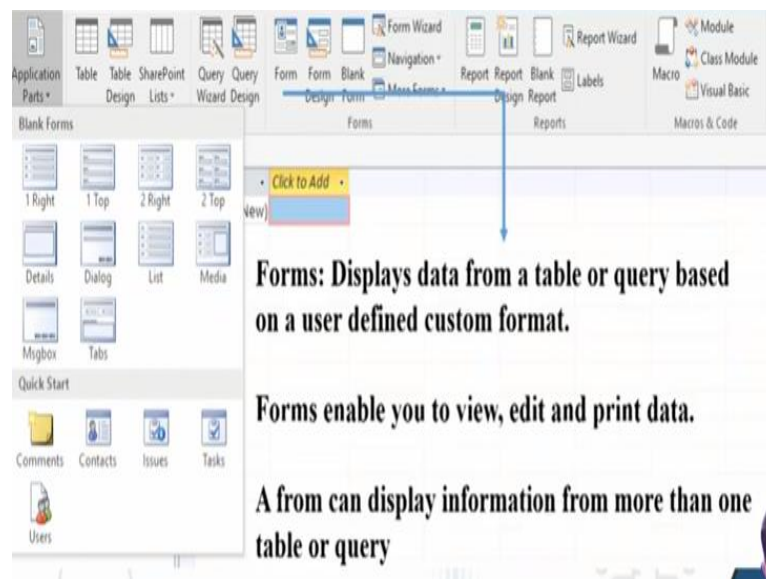 Application Parts
Table
Table Design
SharePoint Lists
Query Wizard
Query Design
Form
Form Design
Blank Form
Form Wizard
Navigation
More Forms
Forms
Report
Report Design
Blank Report
Report Wizard
Labels
Reports
Macro
Module
Class Module
Visual Basic
Macros & Code
Blank Forms
1 Right
1 Top
2 Right
2 Top
Details
Dialog
List
Media
Msgbox
Tabs
Quick Start
Comments
Contacts
Issues
Tasks
Users
Click to Add
New)
Forms: Displays data from a table or query based
on a user defined custom format.
Forms enable you to view, edit and print data.
A from can display information from more than one
table or query